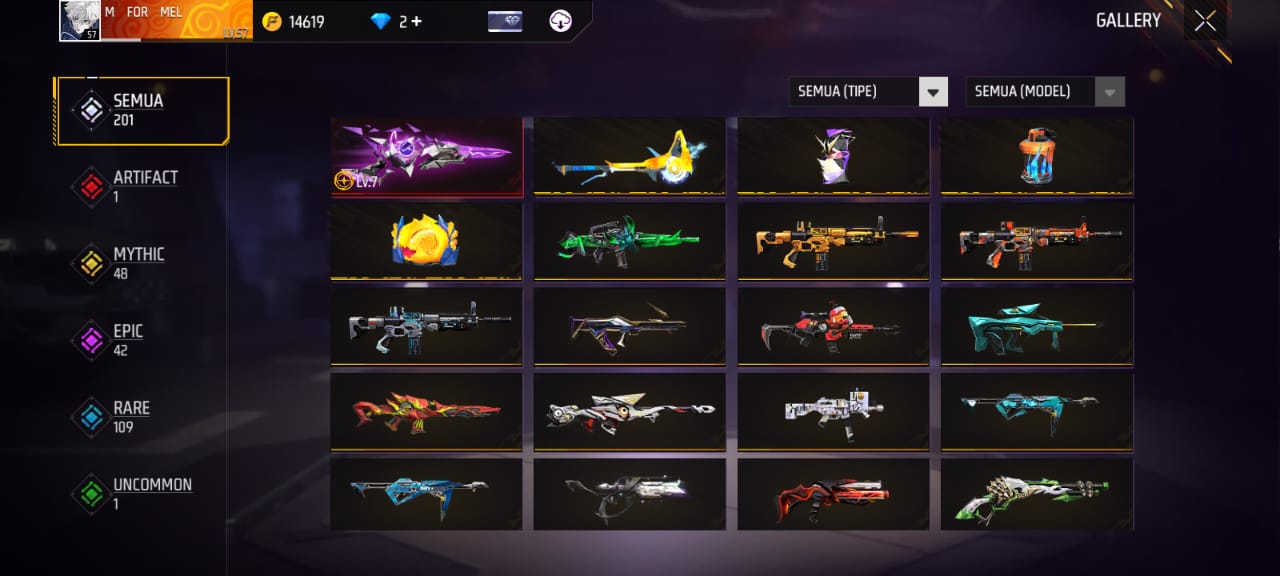 M FOR MEL
57
LV.57
14619
2 +
GALLERY
SEMUA
201
SEMUA (TIPE)
SEMUA (MODEL)
ARTIFACT
1
Lv.7
MYTHIC
48
EPIC
42
RARE
109
UNCOMMON
1